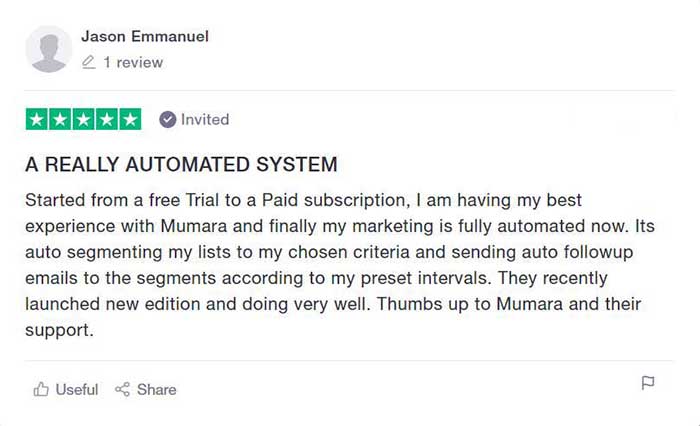 Jason Emmanuel
1 review
Invited
A REALLY AUTOMATED SYSTEM
Started from a free Trial to a Paid subscription, I am having my best
experience with Mumara and finally my marketing is fully automated now. Its
auto segmenting my lists to my chosen criteria and sending auto followup
emails to the segments according to my preset intervals. They recently
launched new edition and doing very well. Thumbs up to Mumara and their
support.
Useful Share